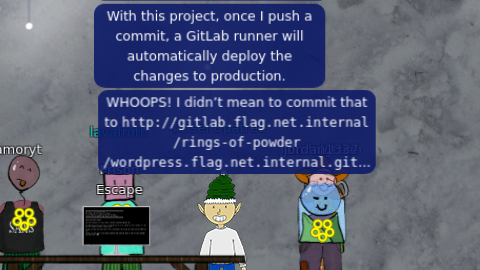 With this project, once I push a
commit, a GitLab runner will
automatically deploy the
changes to production.
WHOOPS! I didn't mean to commit that
to http://gitlab.flag.net.internal
/rings-of-powder
/wordpress.flag.net.internal.git...
amoryt
Escape